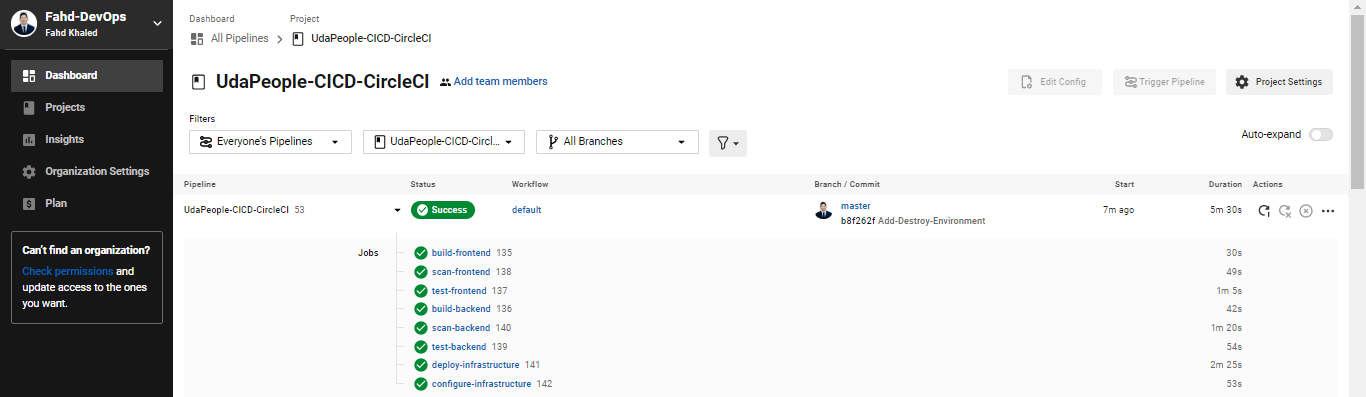 Fahd-DevOps
Fahd Khaled
Dashboard
Projects
Insights
Organization Settings
Plan
Can't find an organization?
Check permissions and
update access to the ones
you want.
Dashboard Project
All Pipelines UdaPeople-CICD-CircleCI
UdaPeople-CICD-CircleCI Add team members
Edit Config Trigger Pipeline Project Settings
Filters
Everyone's Pipelines UdaPeople-CICD-Circl... All Branches
Auto-expand
Pipeline Status Workflow Branch / Commit Start Duration Actions
UdaPeople-CICD-CircleCI 53 Success default master 7m ago 5m 30s
b8f262f Add-Destroy-Environment
Jobs build-frontend 135 30s
scan-frontend 138 49s
test-frontend 137 1m 5s
build-backend 136 42s
scan-backend 140 1m 20s
test-backend 139 54s
deploy-infrastructure 141 2m 25s
configure-infrastructure 142 53s